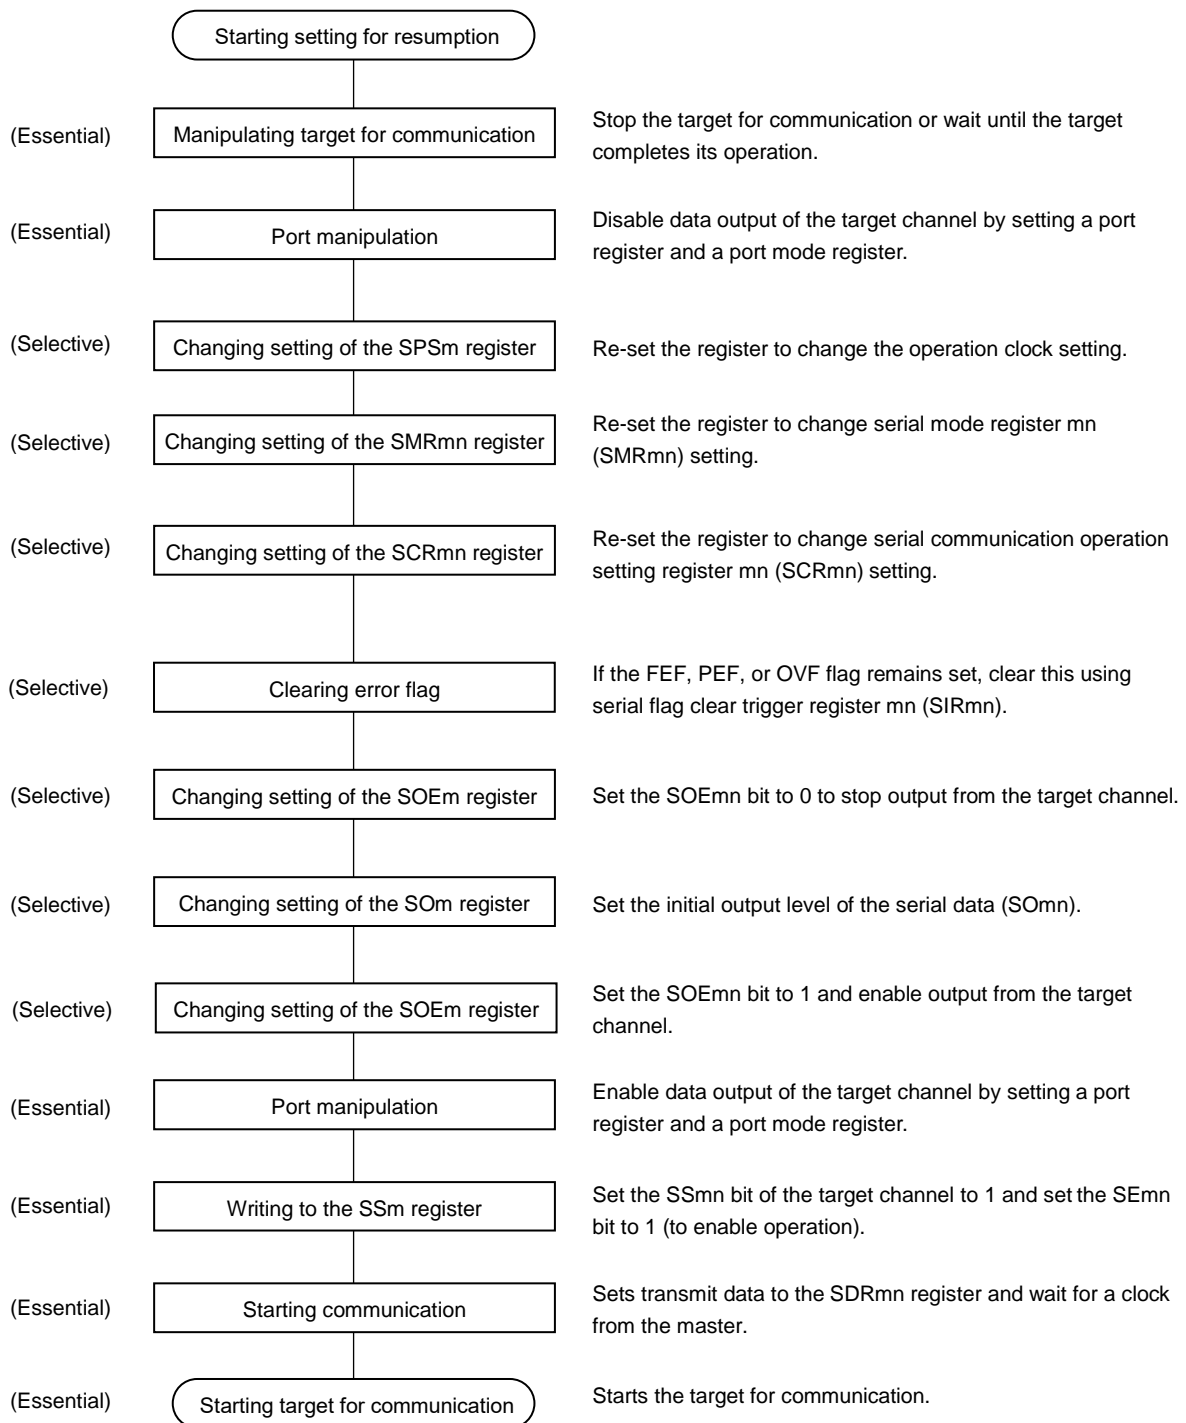 Starting setting for resumption
(Essential)
Manipulating target for communication
Stop the target for communication or wait until the target
completes its operation.
(Essential)
Port manipulation
Disable data output of the target channel by setting a port
register and a port mode register.
(Selective)
Changing setting of the SPSm register
Re-set the register to change the operation clock setting.
(Selective)
Changing setting of the SMRmn register
Re-set the register to change serial mode register mn
(SMRmn) setting.
(Selective)
Changing setting of the SCRmn register
Re-set the register to change serial communication operation
setting register mn (SCRmn) setting.
(Selective)
Clearing error flag
If the FEF, PEF, or OVF flag remains set, clear this using
serial flag clear trigger register mn (SIRmn).
(Selective)
Changing setting of the SOEm register
Set the SOEmn bit to 0 to stop output from the target channel.
(Selective)
Changing setting of the SOm register
Set the initial output level of the serial data (SOmn).
(Selective)
Changing setting of the SOEm register
Set the SOEmn bit to 1 and enable output from the target
channel.
(Essential)
Port manipulation
Enable data output of the target channel by setting a port
register and a port mode register.
(Essential)
Writing to the SSm register
Set the SSmn bit of the target channel to 1 and set the SEmn
bit to 1 (to enable operation).
(Essential)
Starting communication
Sets transmit data to the SDRmn register and wait for a clock
from the master.
(Essential)
Starting target for communication
Starts the target for communication.